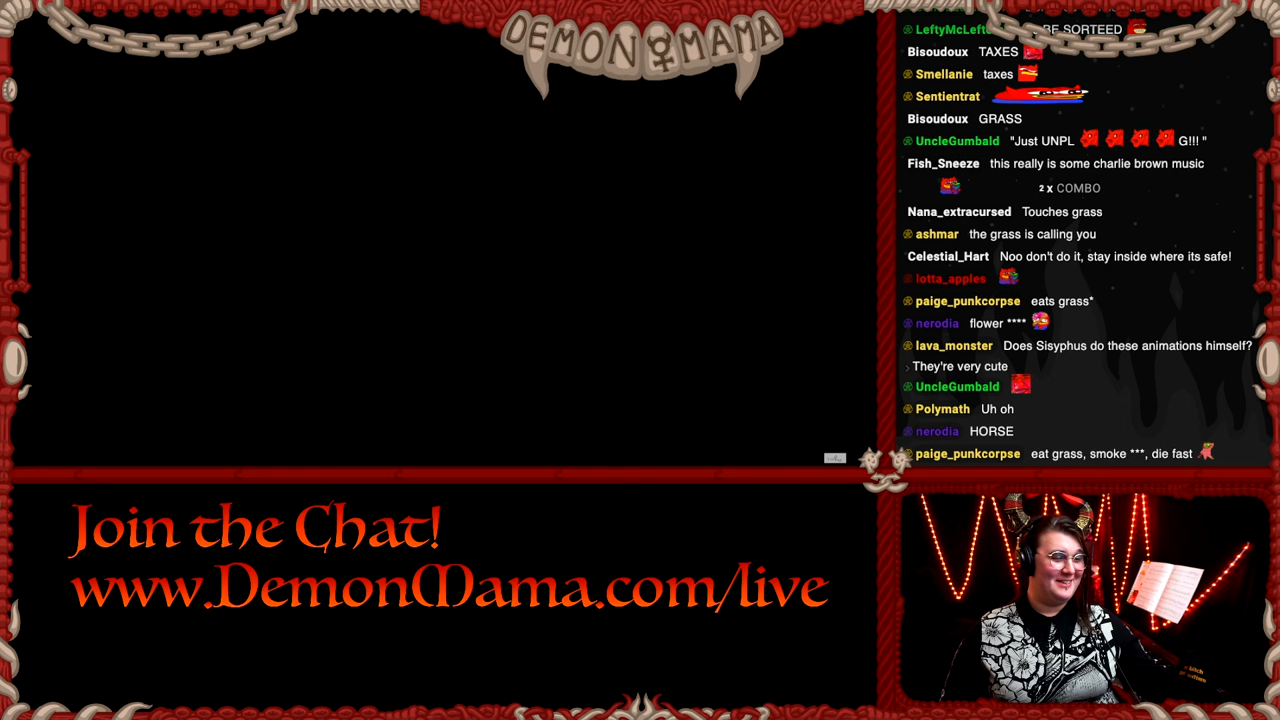 DEMON MAMA
BE SORTEED
Bisoudoux TAXES
Smellanie taxes
Sentientrat
Bisoudoux GRASS
UncleGumbald "Just UNPL G!!! "
Fish_Sneeze this really is some charlie brown music
2 x COMBO
Nana_extracursed Touches grass
ashmar the grass is calling you
Celestial_Hart Noo don't do it, stay inside where its safe!
lotta_apples
paige_punkcorpse eats grass*
nerodia flower ****
lava_monster Does Sisyphus do these animations himself?
They're very cute
UncleGumbald
Polymath Uh oh
nerodia HORSE
paige_punkcorpse eat grass, smoke ***, die fast
Join the Chat!
www.DemonMama.com/live